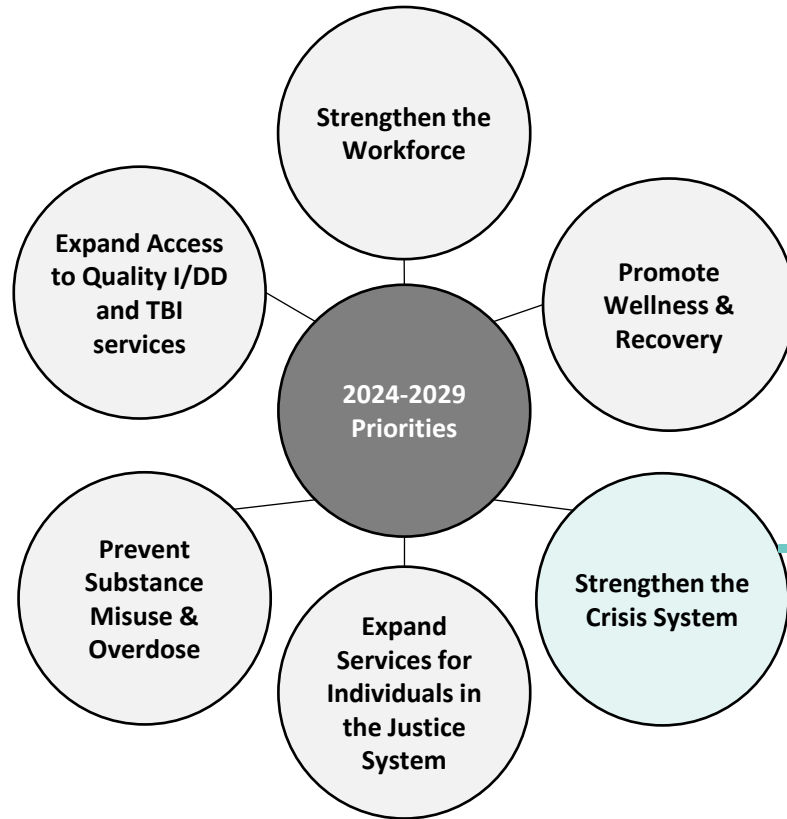 Strengthen the
Workforce
Expand Access
to Quality I/DD
and TBI
services
Promote
Wellness &
Recovery
2024-2029
Priorities
Prevent
Substance
Misuse &
Overdose
Strengthen the
Crisis System
Expand
Services for
Individuals in
the Justice
System